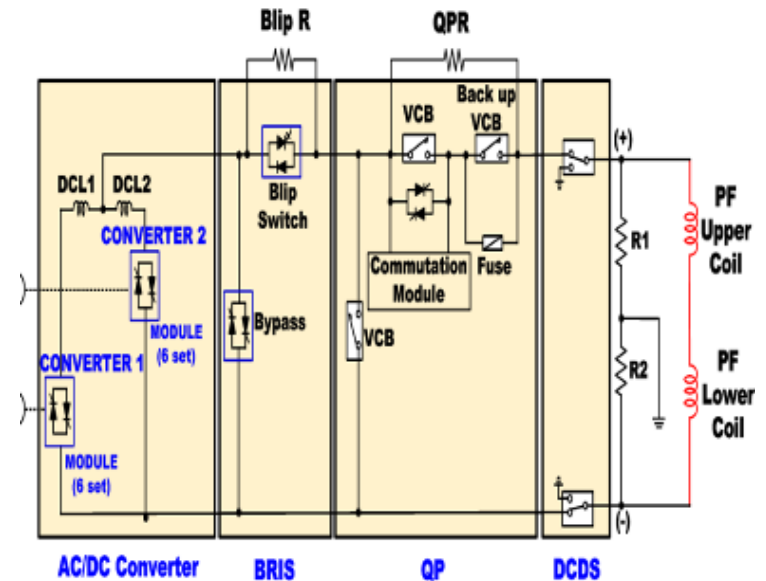 Blip R
QPR
Back up
VCB
VCB
(+)
DCL1
DCL2
Blip
Switch
PF
Upper
Coil
CONVERTER 2
R1
Commutation
Module
Fuse
Bypass
VCB
MODULE
(6 set)
CONVERTER 1
R2
PF
Lower
Coil
MODULE
(6 set)
(-)
AC/DC Converter
BRIS
QP
DCDS